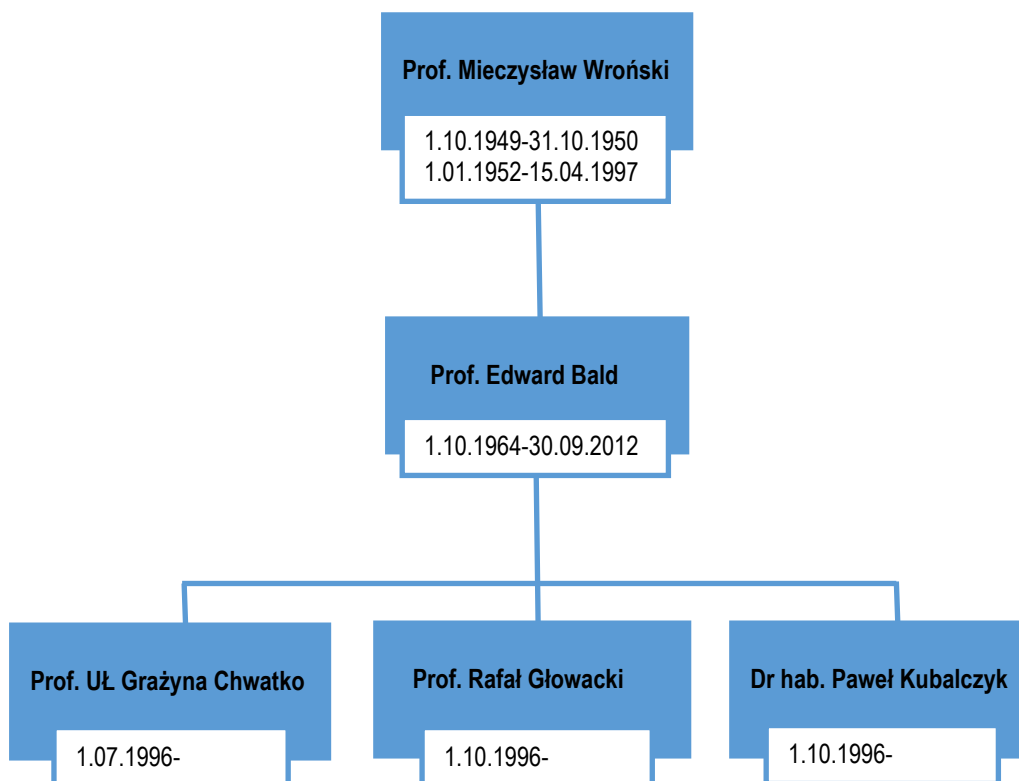 Prof. Mieczysław Wroński
1.10.1949-31.10.1950
1.01.1952-15.04.1997
Prof. Edward Bald
1.10.1964-30.09.2012
Prof. UŁ Grażyna Chwatko
1.07.1996-
Prof. Rafał Głowacki
1.10.1996-
Dr hab. Paweł Kubalczyk
1.10.1996-